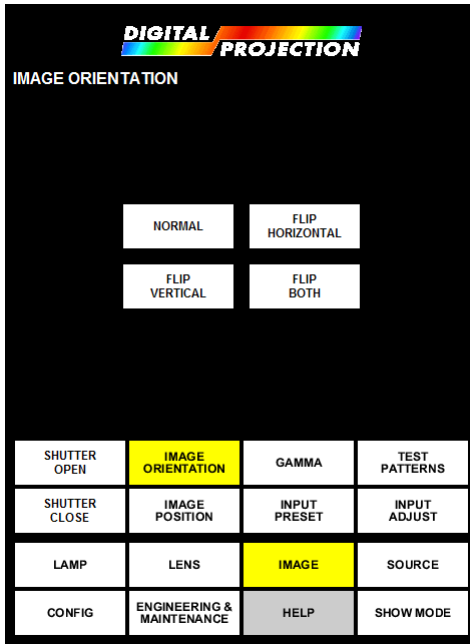 DIGITAL
PROJECTION
IMAGE ORIENTATION
NORMAL
FLIP
HORIZONTAL
FLIP
VERTICAL
FLIP
BOTH
SHUTTER
OPEN
IMAGE
ORIENTATION
GAMMA
TEST
PATTERNS
SHUTTER
CLOSE
IMAGE
POSITION
INPUT
PRESET
INPUT
ADJUST
LAMP
LENS
IMAGE
SOURCE
CONFIG
ENGINEERING &
MAINTENANCE
HELP
SHOW MODE